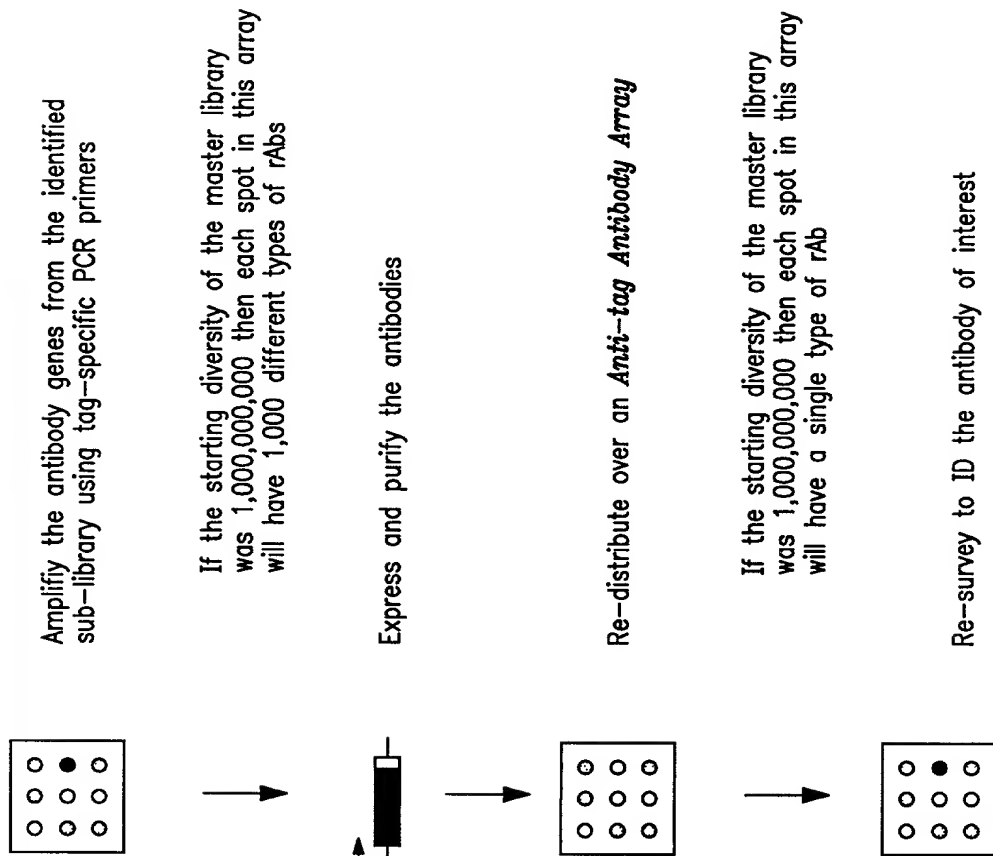 Amplifiy the antibody genes from the identified
sub-library using tag-specific PCR primers
If the starting diversity of the master library
was 1,000,000,000 then each spot in this array
will have 1,000 different types of rAbs
Express and purify the antibodies
Re-distribute over an Anti-tag Antibody Array
If the starting diversity of the master library
was 1,000,000,000 then each spot in this array
will have a single type of rAb
Re-survey to ID the antibody of interest